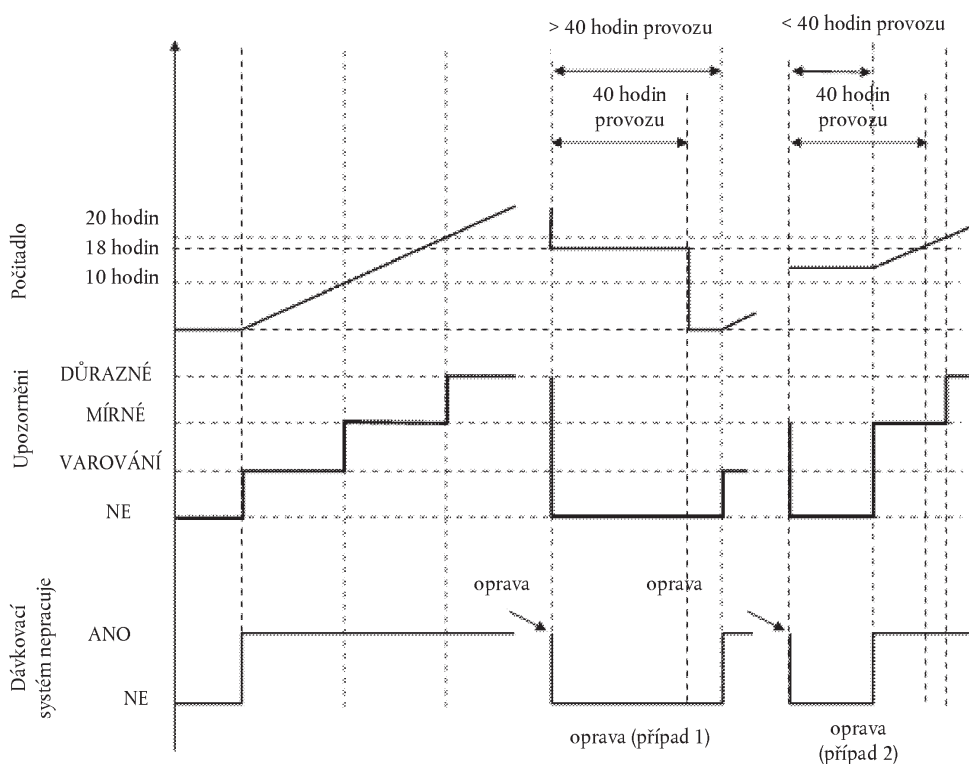 > 40 hodin provozu
< 40 hodin provozu
40 hodin
provozu
40 hodin
provozu
Počitadlo
20 hodin
18 hodin
10 hodin
Upozorněni
DŮRAZNÉ
MÍRNÉ
VAROVÁNÍ
NE
Dávkovací
systém nepracuje
oprava
oprava
ANO
NE
oprava (případ 1)
oprava
(případ 2)